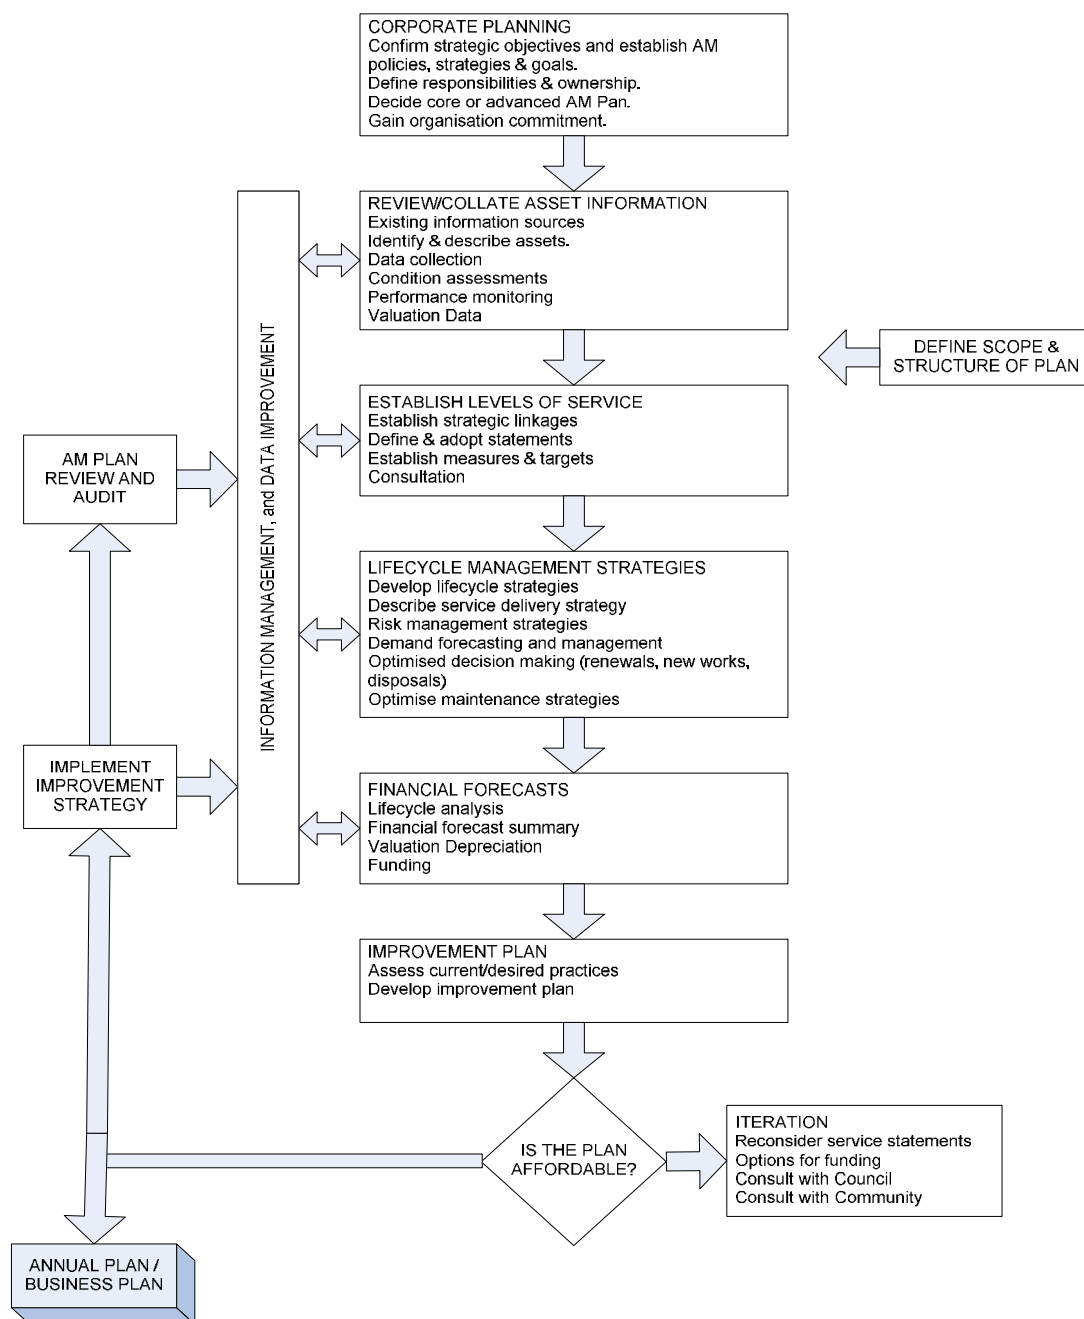 CORPORATE PLANNING
Confirm strategic objectives and establish AM
policies, strategies & goals.
Define responsibilities & ownership.
Decide core or advanced AM Pan.
Gain organisation commitment.
REVIEW/COLLATE ASSET INFORMATION
Existing information sources
Identify & describe assets.
Data collection
Condition assessments
Performance monitoring
Valuation Data
DEFINE SCOPE &
STRUCTURE OF PLAN
ESTABLISH LEVELS OF SERVICE
Establish strategic linkages
Define & adopt statements
Establish measures & targets
Consultation
AM PLAN
REVIEW AND
AUDIT
INFORMATION MANAGEMENT, and DATA IMPROVEMENT
LIFECYCLE MANAGEMENT STRATEGIES
Develop lifecycle strategies
Describe service delivery strategy
Risk management strategies
Demand forecasting and management
Optimised decision making (renewals, new works,
disposals)
Optimise maintenance strategies
IMPLEMENT
IMPROVEMENT
STRATEGY
FINANCIAL FORECASTS
Lifecycle analysis
Financial forecast summary
Valuation Depreciation
Funding
IMPROVEMENT PLAN
Assess current/desired practices
Develop improvement plan
IS THE PLAN
AFFORDABLE?
ITERATION
Reconsider service statements
Options for funding
Consult with Council
Consult with Community
ANNUAL PLAN /
BUSINESS PLAN